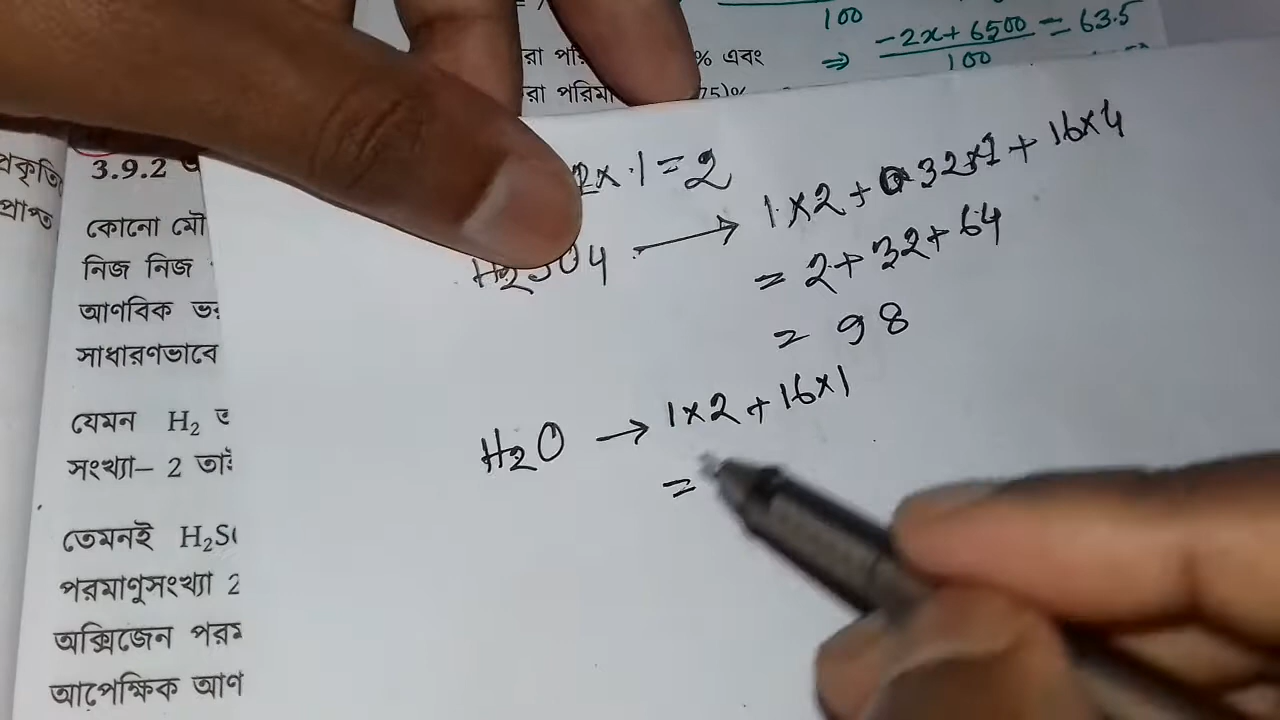 100
-2x + 6500 = 63.5
% এবং
রা পরিমা
⇒ 100
75)%
প্রকৃতি
প্রাপ্ত
3.9.2
2 × 1 = 2
1 × 2 + 32 × 1 + 16 × 4
কোনো মৌ
H2SO4 →
নিজ নিজ
= 2 + 32 + 64
আণবিক ভ
= 98
সাধারণভাবে
যেমন H₂
H2O → 1 × 2 + 16 × 1
সংখ্যা– 2 তাই
=
তেমনই H₂S
পরমাণুসংখ্যা 2
অক্সিজেন পরম
আপেক্ষিক আণ